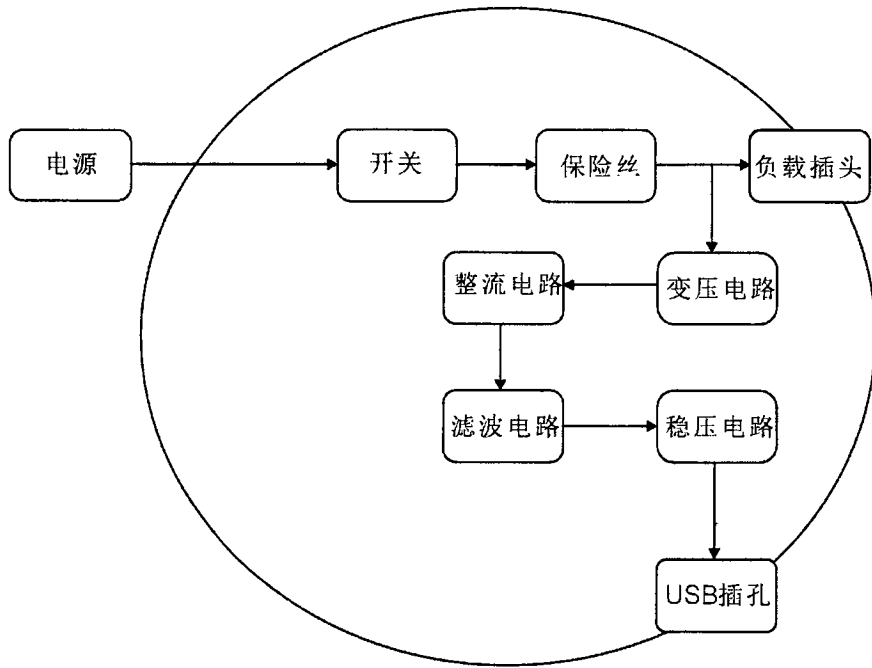 电源
开关
保险丝
负载插头
整流电路
变压电路
滤波电路
稳压电路
USB插孔